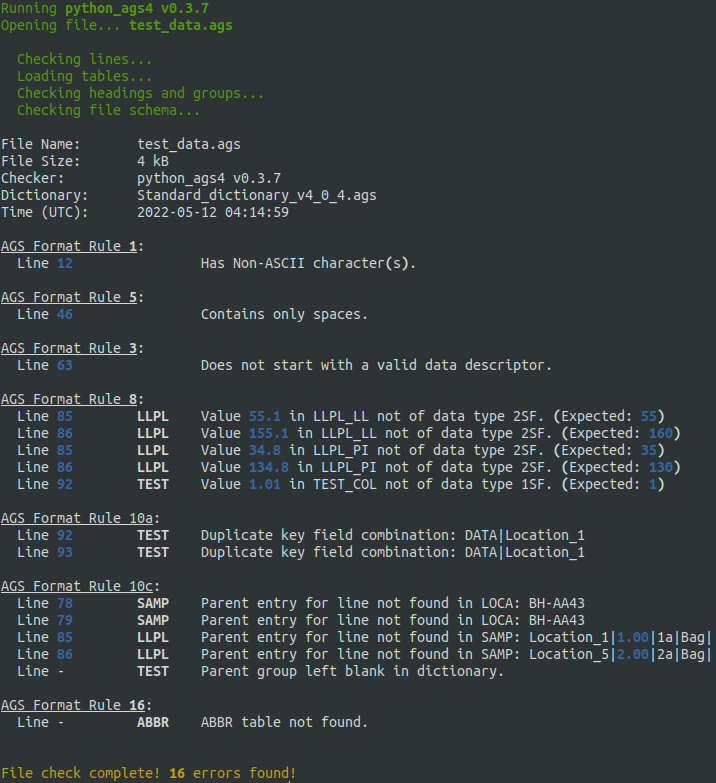 Running python_ags4 v0.3.7
Opening file... test_data.ags
Checking lines...
Loading tables...
Checking headings and groups...
Checking file schema...
File Name: test_data.ags
File Size: 4 kB
Checker: python_ags4 v0.3.7
Dictionary: Standard_dictionary_v4_0_4.ags
Time (UTC): 2022-05-12 04:14:59
AGS Format Rule 1:
Line 12 Has Non-ASCII character(s).
AGS Format Rule 5:
Line 46 Contains only spaces.
AGS Format Rule 3:
Line 63 Does not start with a valid data descriptor.
AGS Format Rule 8:
Line 85 LLPL Value 55.1 in LLPL_LL not of data type 2SF. (Expected: 55)
Line 86 LLPL Value 155.1 in LLPL_LL not of data type 2SF. (Expected: 160)
Line 85 LLPL Value 34.8 in LLPL_PI not of data type 2SF. (Expected: 35)
Line 86 LLPL Value 134.8 in LLPL_PI not of data type 2SF. (Expected: 130)
Line 92 TEST Value 1.01 in TEST_COL not of data type 1SF. (Expected: 1)
AGS Format Rule 10a:
Line 92 TEST Duplicate key field combination: DATA|Location_1
Line 93 TEST Duplicate key field combination: DATA|Location_1
AGS Format Rule 10c:
Line 78 SAMP Parent entry for line not found in LOCA: BH-AA43
Line 79 SAMP Parent entry for line not found in LOCA: BH-AA43
Line 85 LLPL Parent entry for line not found in SAMP: Location_1|1.00|1a|Bag|
Line 86 LLPL Parent entry for line not found in SAMP: Location_5|2.00|2a|Bag|
Line - TEST Parent group left blank in dictionary.
AGS Format Rule 16:
Line - ABBR ABBR table not found.
File check complete! 16 errors found!